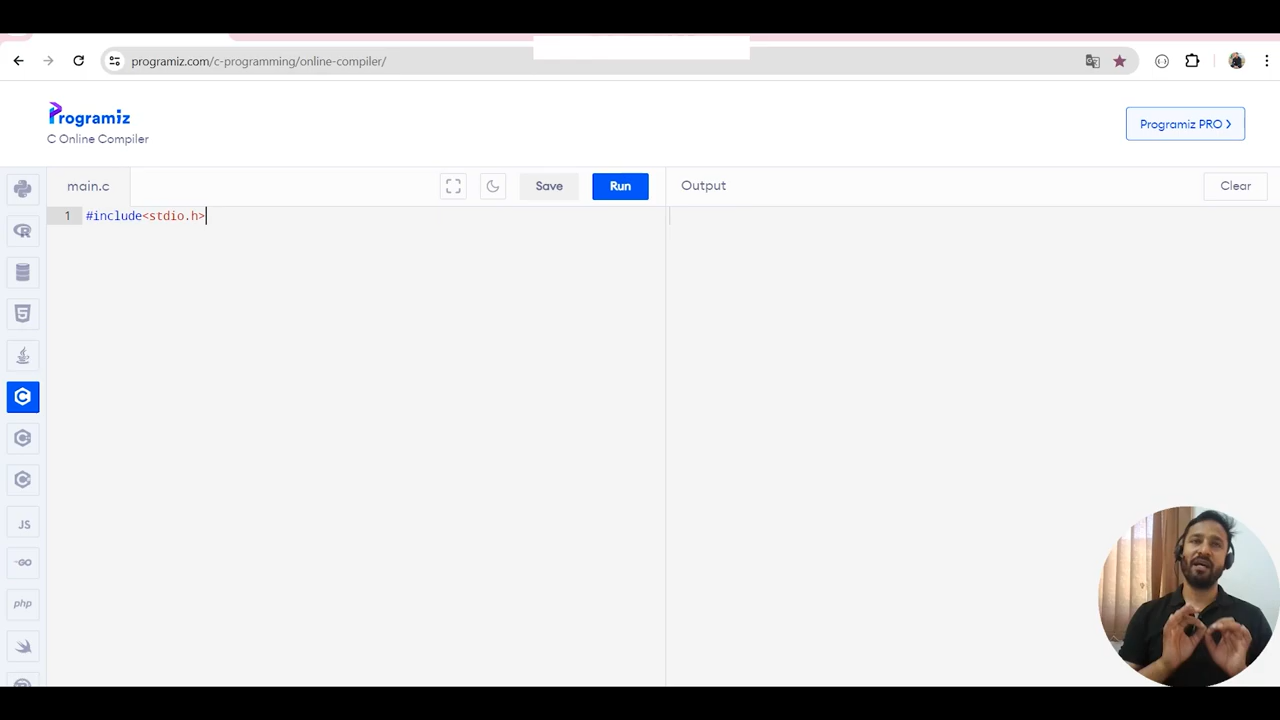 programiz.com/c-programming/online-compiler/
Programiz
C Online Compiler
Programiz PRO >
main.c
Save
Run
Output
Clear
1 #include<stdio.h>
JS
GO
php